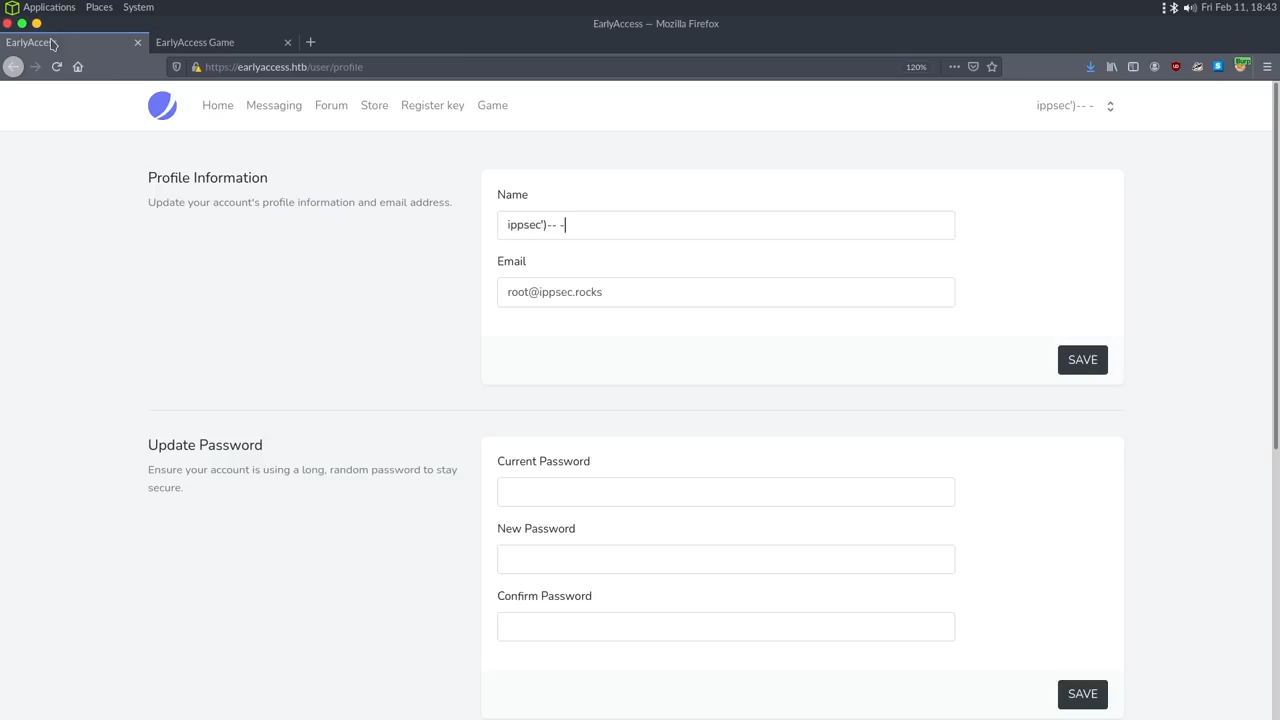 Applications Places System Fri Feb 11, 18:43
EarlyAccess — Mozilla Firefox
EarlyAccess EarlyAccess Game
https://earlyaccess.htb/user/profile 120%
Home Messaging Forum Store Register key Game ippsec')-- -
Profile Information
Update your account's profile information and email address.
Name
ippsec')-- -
Email
root@ippsec.rocks
SAVE
Update Password
Ensure your account is using a long, random password to stay
secure.
Current Password
New Password
Confirm Password
SAVE